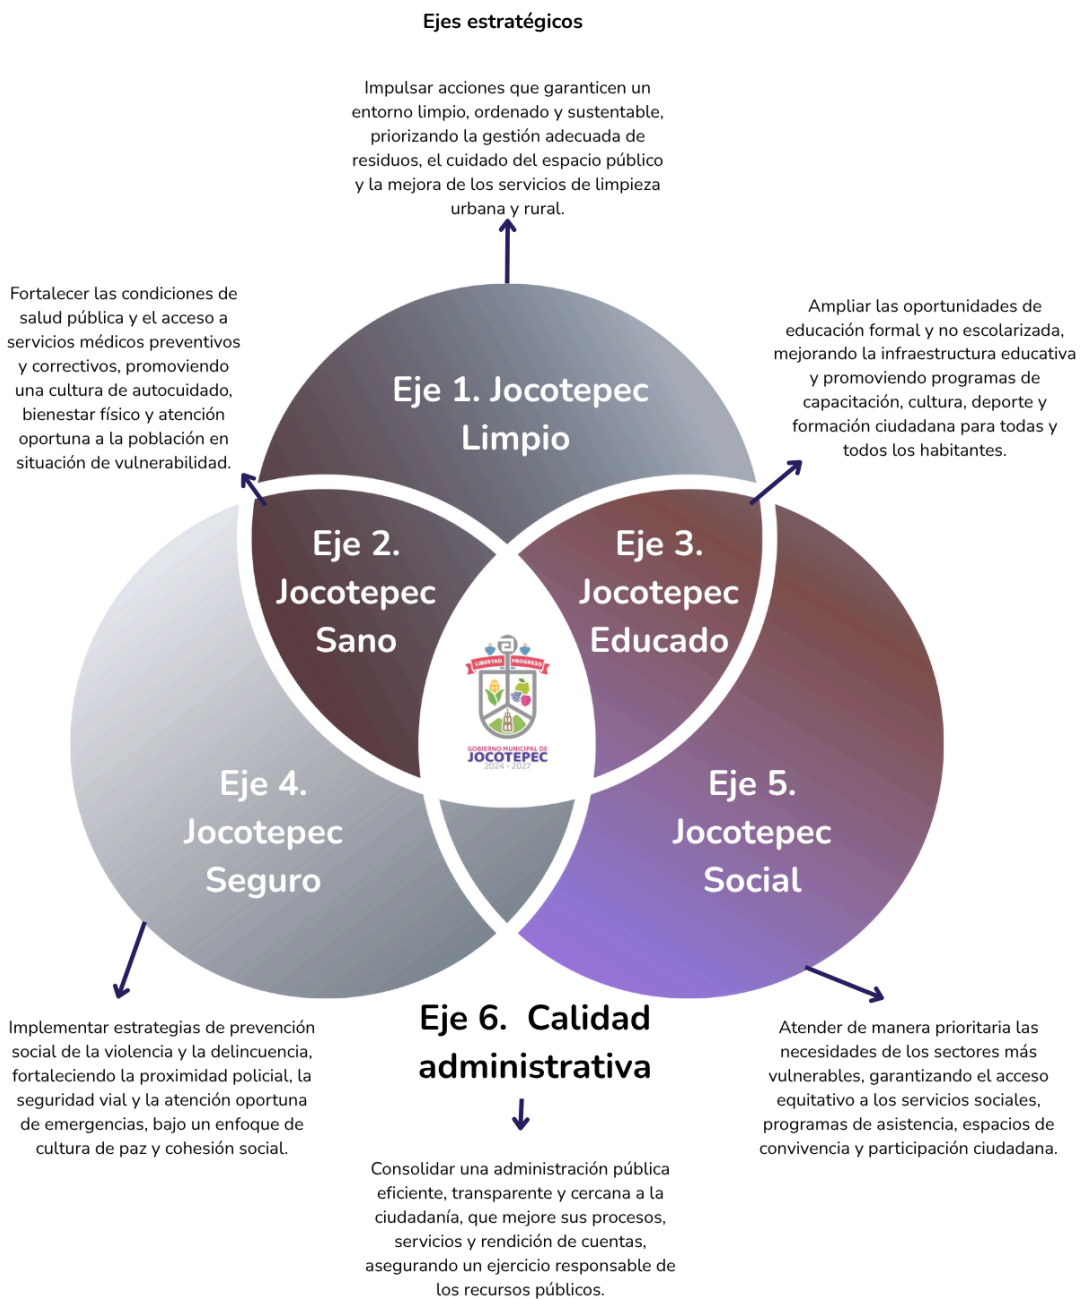 Ejes estratégicos
Impulsar acciones que garanticen un
entorno limpio, ordenado y sustentable,
priorizando la gestión adecuada de
residuos, el cuidado del espacio público
y la mejora de los servicios de limpieza
urbana y rural.
Fortalecer las condiciones de
salud pública y el acceso a
servicios médicos preventivos
y correctivos, promoviendo
una cultura de autocuidado,
bienestar físico y atención
oportuna a la población en
situación de vulnerabilidad.
Ampliar las oportunidades de
educación formal y no escolarizada,
mejorando la infraestructura educativa
y promoviendo programas de
capacitación, cultura, deporte y
formación ciudadana para todas y
todos los habitantes.
Eje 1. Jocotepec
Limpio
Eje 2.
Jocotepec
Sano
Eje 3.
Jocotepec
Educado
LIBERTAD PROGRESO
GOBIERNO MUNICIPAL DE
JOCOTEPEC
2024 - 2027
Eje 4.
Jocotepec
Seguro
Eje 5.
Jocotepec
Social
Eje 6. Calidad
administrativa
Implementar estrategias de prevención
social de la violencia y la delincuencia,
fortaleciendo la proximidad policial, la
seguridad vial y la atención oportuna
de emergencias, bajo un enfoque de
cultura de paz y cohesión social.
Atender de manera prioritaria las
necesidades de los sectores más
vulnerables, garantizando el acceso
equitativo a los servicios sociales,
programas de asistencia, espacios de
convivencia y participación ciudadana.
Consolidar una administración pública
eficiente, transparente y cercana a la
ciudadanía, que mejore sus procesos,
servicios y rendición de cuentas,
asegurando un ejercicio responsable de
los recursos públicos.